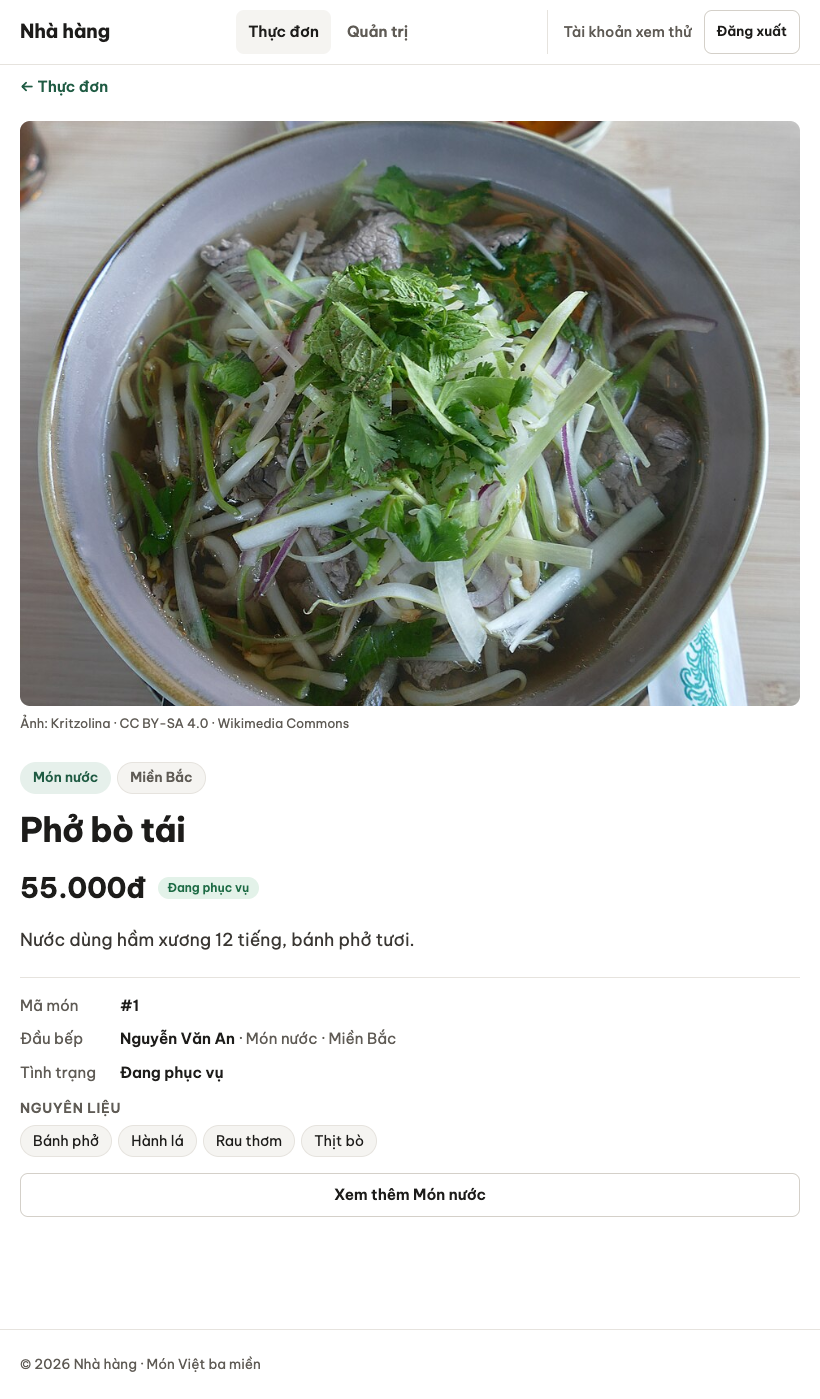 Nhà hàng
Thực đơn
Quản trị
Tài khoản xem thử
Đăng xuất
← Thực đơn
Ảnh: Kritzolina · CC BY-SA 4.0 · Wikimedia Commons
Món nước
Miền Bắc
Phở bò tái
55.000đ
Đang phục vụ
Nước dùng hầm xương 12 tiếng, bánh phở tươi.
Mã món #1
Đầu bếp Nguyễn Văn An · Món nước · Miền Bắc
Tình trạng Đang phục vụ
NGUYÊN LIỆU
Bánh phở
Hành lá
Rau thơm
Thịt bò
Xem thêm Món nước
© 2026 Nhà hàng · Món Việt ba miền